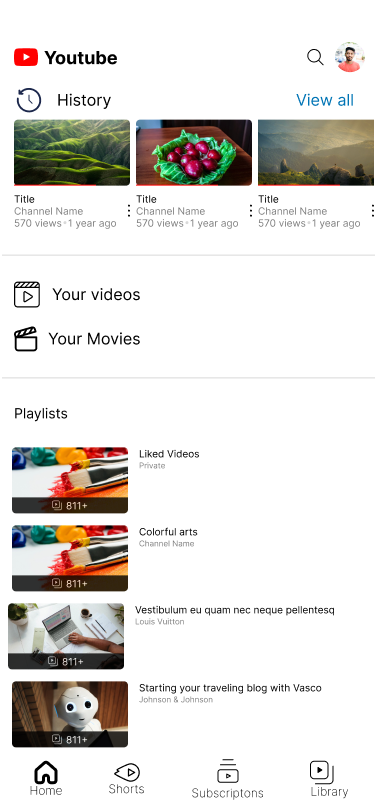 Youtube
History View all
Title Title Title
Channel Name Channel Name Channel Name
570 views 1 year ago 570 views 1 year ago 570 views 1 year ago
Your videos
Your Movies
Playlists
Liked Videos
Private
811+
Colorful arts
Channel Name
811+
Vestibulum eu quam nec neque pellentesq
Louis Vuitton
811+
Starting your traveling blog with Vasco
Johnson & Johnson
811+
Home Shorts Subscriptons Library